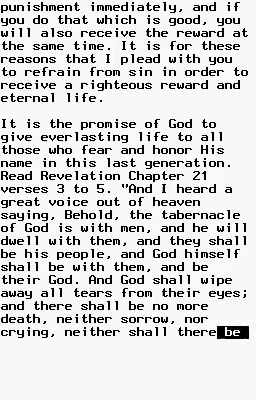 punishment immediately, and if
you do that which is good, you
will also receive the reward at
the same time. It is for these
reasons that I plead with you
to refrain from sin in order to
receive a righteous reward and
eternal life.

It is the promise of God to
give everlasting life to all
those who fear and honor His
name in this last generation.
Read Revelation Chapter 21
verses 3 to 5. "And I heard a
great voice out of heaven
saying, Behold, the tabernacle
of God is with men, and he will
dwell with them, and they shall
be his people, and God himself
shall be with them, and be
their God. And God shall wipe
away all tears from their eyes;
and there shall be no more
death, neither sorrow, nor
crying, neither shall there be